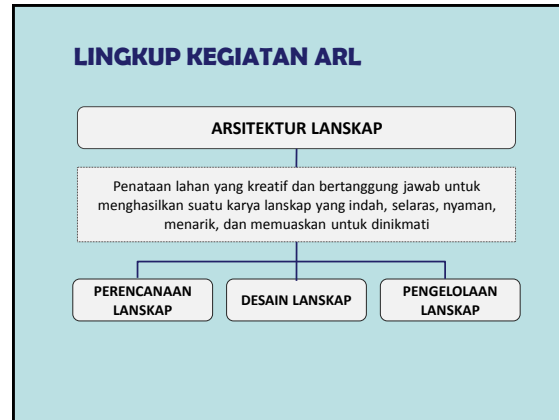 LINGKUP KEGIATAN ARL
ARSITEKTUR LANSKAP
Penataan lahan yang kreatif dan bertanggung jawab untuk
menghasilkan suatu karya lanskap yang indah, selaras, nyaman,
menarik, dan memuaskan untuk dinikmati
PERENCANAAN
LANSKAP
DESAIN LANSKAP
PENGELOLAAN
LANSKAP